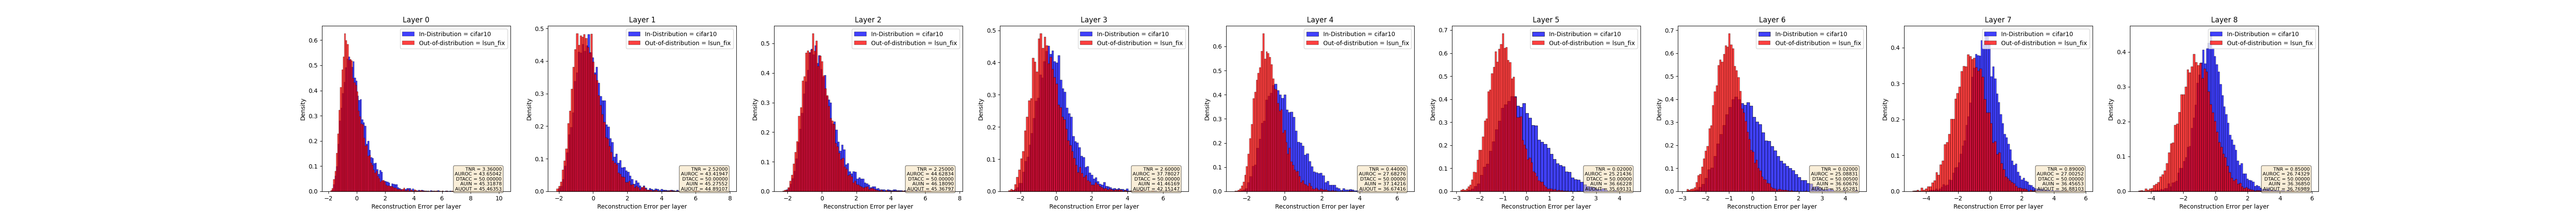 Layer 0
In-Distribution = cifar10
Out-of-distribution = lsun_fix
TNR = 3.36000
AUROC = 43.65042
DTACC = 50.00000
AUIN = 45.31878
AUOUT = 45.46353
Density
Reconstruction Error per layer
Layer 1
In-Distribution = cifar10
Out-of-distribution = lsun_fix
TNR = 2.52000
AUROC = 43.41947
DTACC = 50.00000
AUIN = 45.27552
AUOUT = 44.89107
Density
Reconstruction Error per layer
Layer 2
In-Distribution = cifar10
Out-of-distribution = lsun_fix
TNR = 2.25000
AUROC = 44.62834
DTACC = 50.00000
AUIN = 46.18090
AUOUT = 45.36797
Density
Reconstruction Error per layer
Layer 3
In-Distribution = cifar10
Out-of-distribution = lsun_fix
TNR = 2.60000
AUROC = 37.78027
DTACC = 50.00000
AUIN = 41.46169
AUOUT = 42.15147
Density
Reconstruction Error per layer
Layer 4
In-Distribution = cifar10
Out-of-distribution = lsun_fix
TNR = 0.44000
AUROC = 27.68276
DTACC = 50.00000
AUIN = 37.14216
AUOUT = 36.67416
Density
Reconstruction Error per layer
Layer 5
In-Distribution = cifar10
Out-of-distribution = lsun_fix
TNR = 0.02000
AUROC = 25.21436
DTACC = 50.00500
AUIN = 36.66228
AUOUT = 35.69131
Density
Reconstruction Error per layer
Layer 6
In-Distribution = cifar10
Out-of-distribution = lsun_fix
TNR = 0.02000
AUROC = 25.08831
DTACC = 50.00500
AUIN = 36.60676
AUOUT = 35.65281
Density
Reconstruction Error per layer
Layer 7
In-Distribution = cifar10
Out-of-distribution = lsun_fix
TNR = 0.89000
AUROC = 27.00252
DTACC = 50.00000
AUIN = 36.45653
AUOUT = 36.88103
Density
Reconstruction Error per layer
Layer 8
In-Distribution = cifar10
Out-of-distribution = lsun_fix
TNR = 0.85000
AUROC = 26.74329
DTACC = 50.00000
AUIN = 36.36850
AUOUT = 36.76989
Density
Reconstruction Error per layer